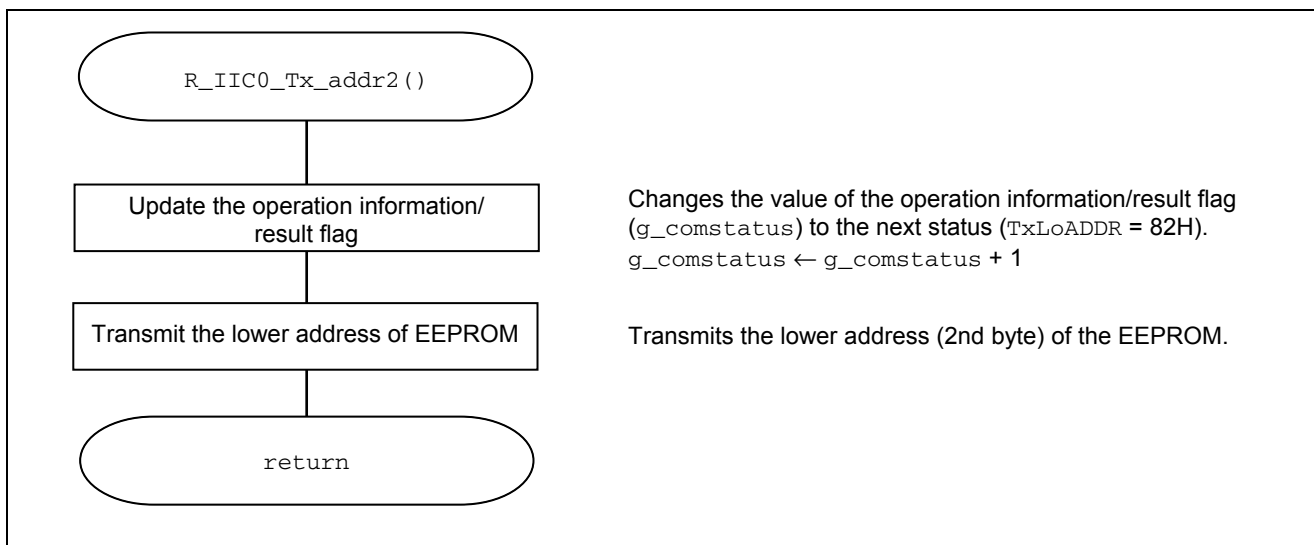 R_IIC0_Tx_addr2()
Update the operation information/
result flag
Changes the value of the operation information/result flag
(g_comstatus) to the next status (TxLoADDR = 82H).
g_comstatus ← g_comstatus + 1
Transmit the lower address of EEPROM
Transmits the lower address (2nd byte) of the EEPROM.
return